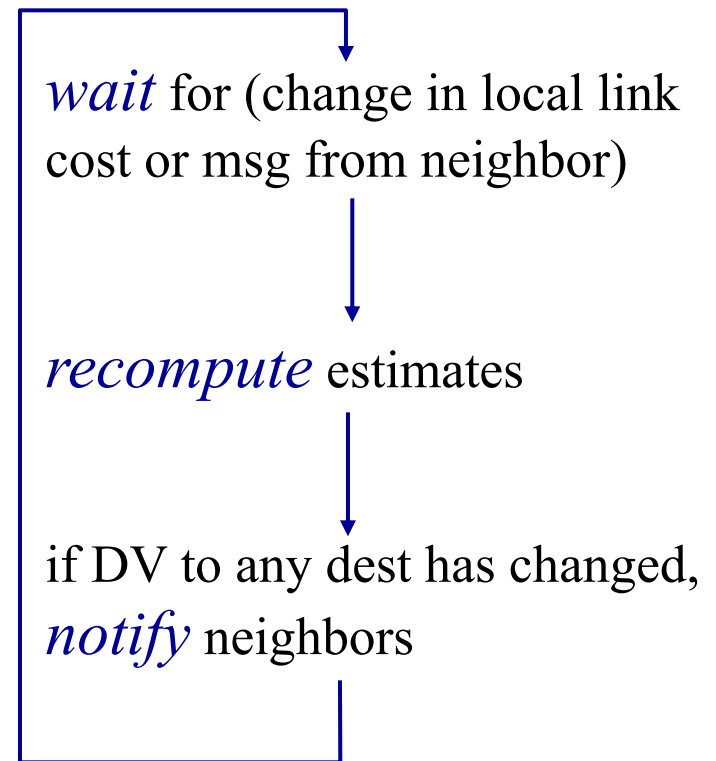 wait for (change in local link
cost or msg from neighbor)
recompute estimates
if DV to any dest has changed,
notify neighbors